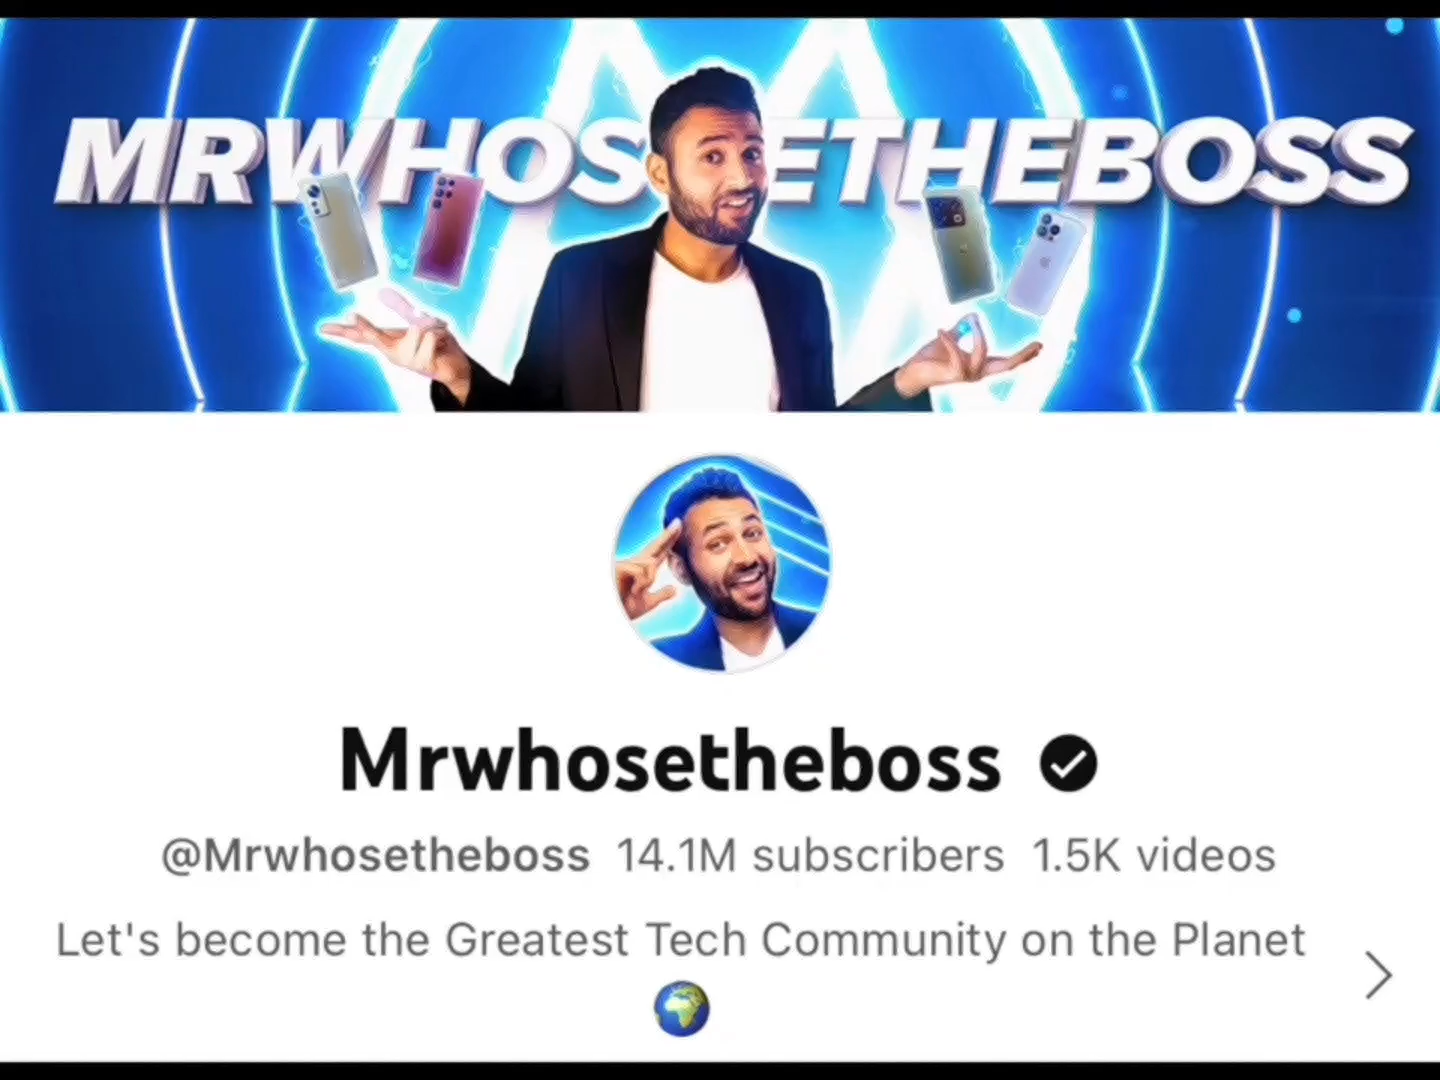 MRWHOSETHEBOSS
Mrwhosetheboss
@Mrwhosetheboss 14.1M subscribers 1.5K videos
Let's become the Greatest Tech Community on the Planet
🌍